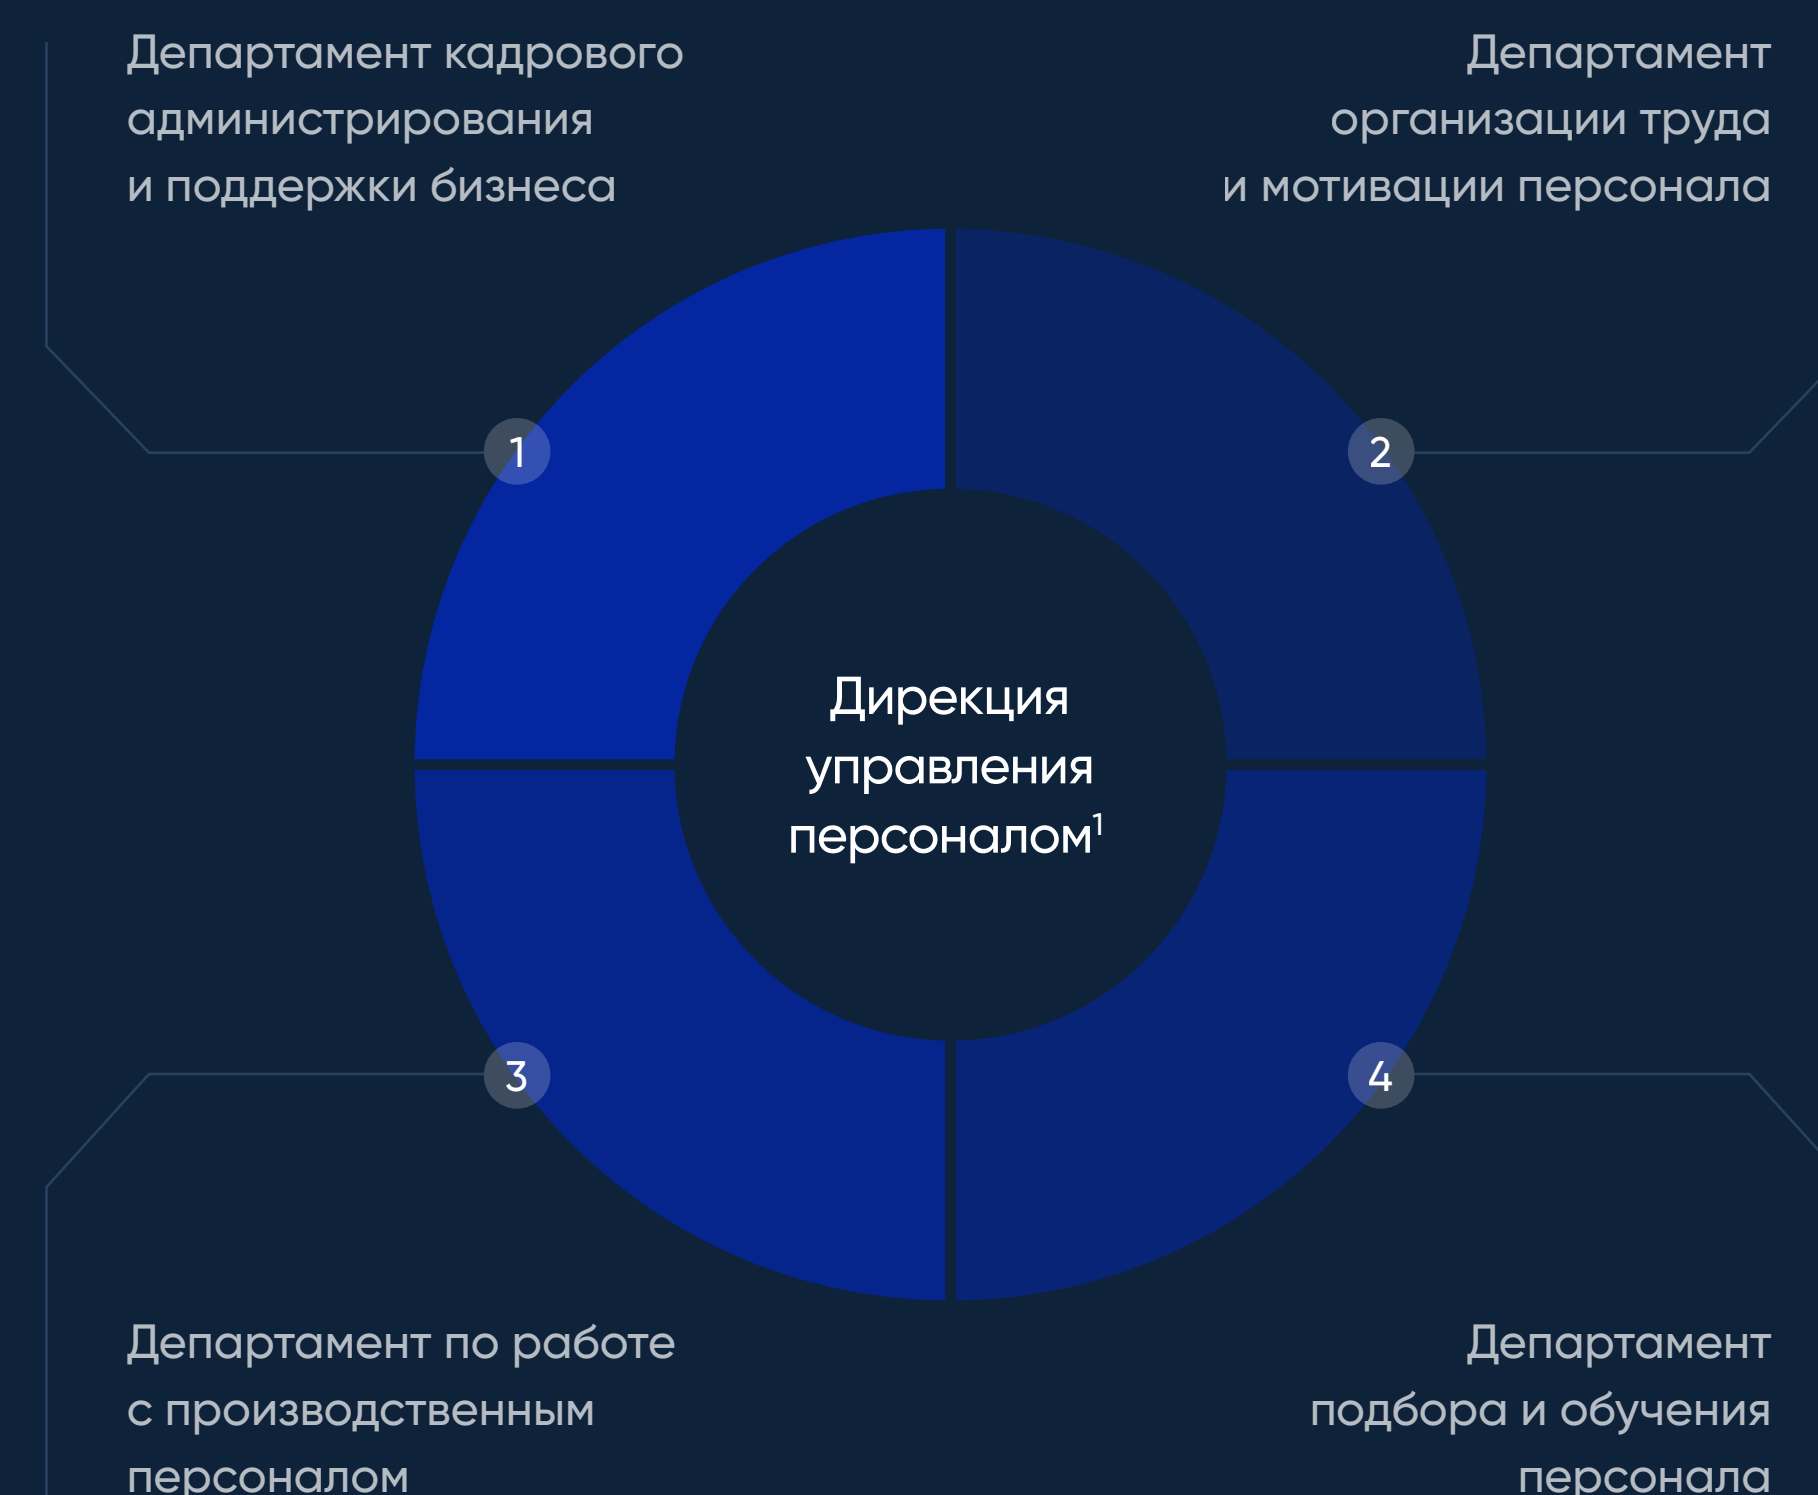 Департамент кадрового
администрирования
и поддержки бизнеса
Департамент
организации труда
и мотивации персонала
1
2
Дирекция
управления
персоналом¹
3
4
Департамент по работе
с производственным
персоналом
Департамент
подбора и обучения
персонала